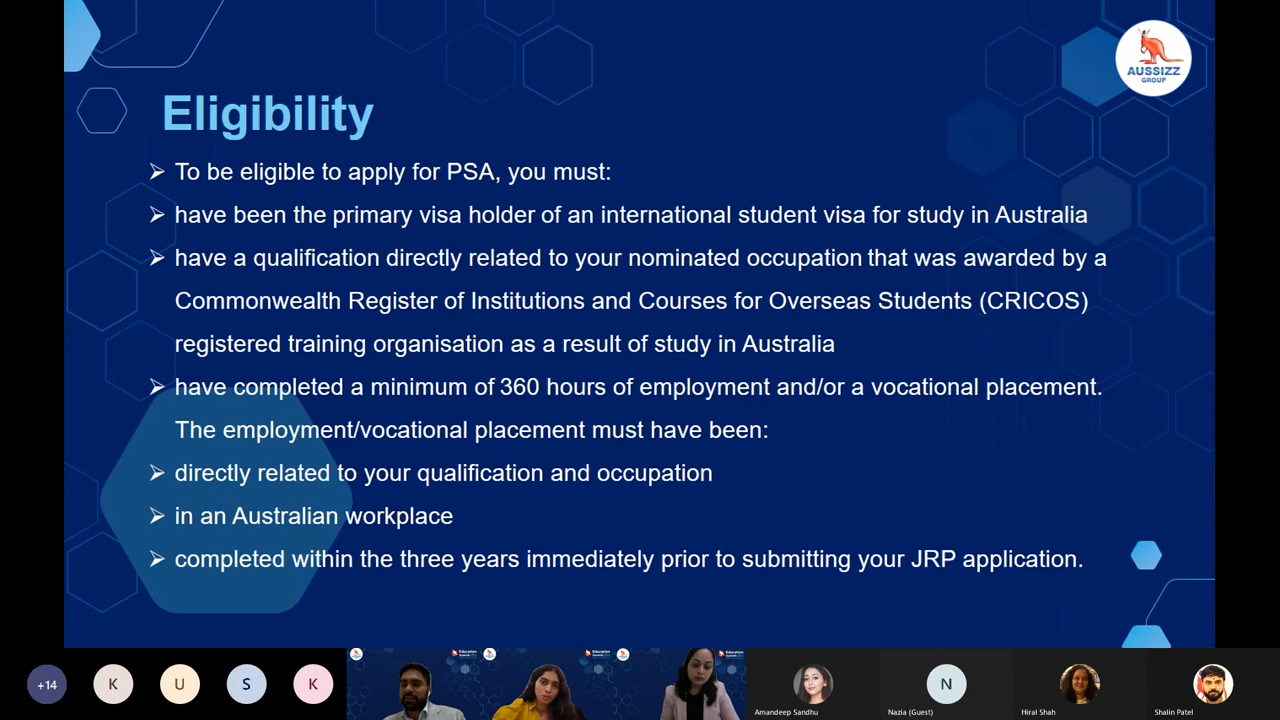 AUSSIZZ
GROUP
Eligibility
➢ To be eligible to apply for PSA, you must:
➢ have been the primary visa holder of an international student visa for study in Australia
➢ have a qualification directly related to your nominated occupation that was awarded by a
Commonwealth Register of Institutions and Courses for Overseas Students (CRICOS)
registered training organisation as a result of study in Australia
➢ have completed a minimum of 360 hours of employment and/or a vocational placement.
The employment/vocational placement must have been:
➢ directly related to your qualification and occupation
➢ in an Australian workplace
➢ completed within the three years immediately prior to submitting your JRP application.
+14
K
U
S
K
N
Amandeep Sandhu
Nazia (Guest)
Hiral Shah
Shalin Patel